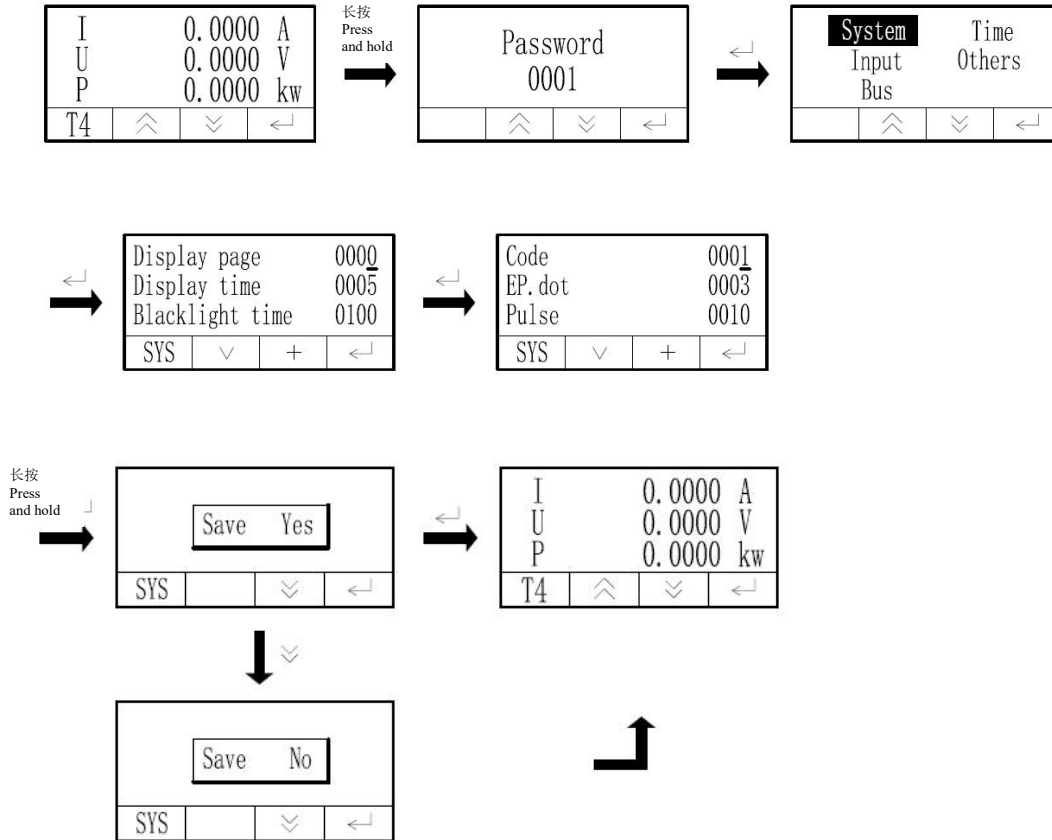 I 0.0000 A
U 0.0000 V
P 0.0000 kw
T4
长按
Press
and hold
Password
0001
System Time
Input Others
Bus
Display page 0000
Display time 0005
Blacklight time 0100
SYS +
Code 0001
EP.dot 0003
Pulse 0010
SYS +
长按
Press
and hold
Save Yes
SYS
I 0.0000 A
U 0.0000 V
P 0.0000 kw
T4
Save No
SYS